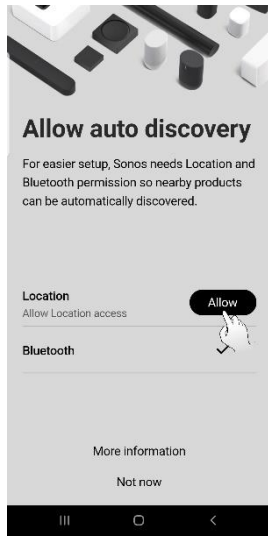 Allow auto discovery
For easier setup, Sonos needs Location and
Bluetooth permission so nearby products
can be automatically discovered.
Location
Allow Location access
Allow
Bluetooth
More information
Not now